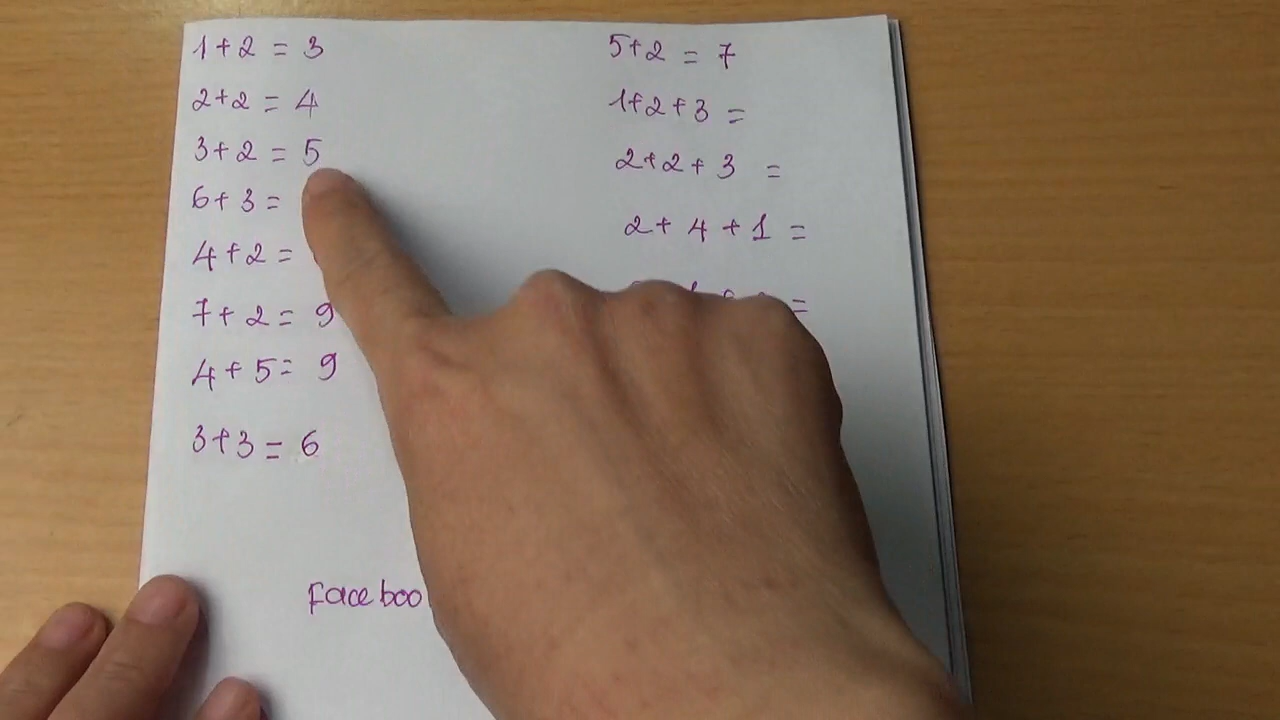 1+2 = 3
2+2 = 4
3+2 = 5
6+3 =
4+2 =
7+2 = 9
4+5 = 9
3+3 = 6
5+2 = 7
1+2+3 =
2+2+3 =
2+4+1 =
=